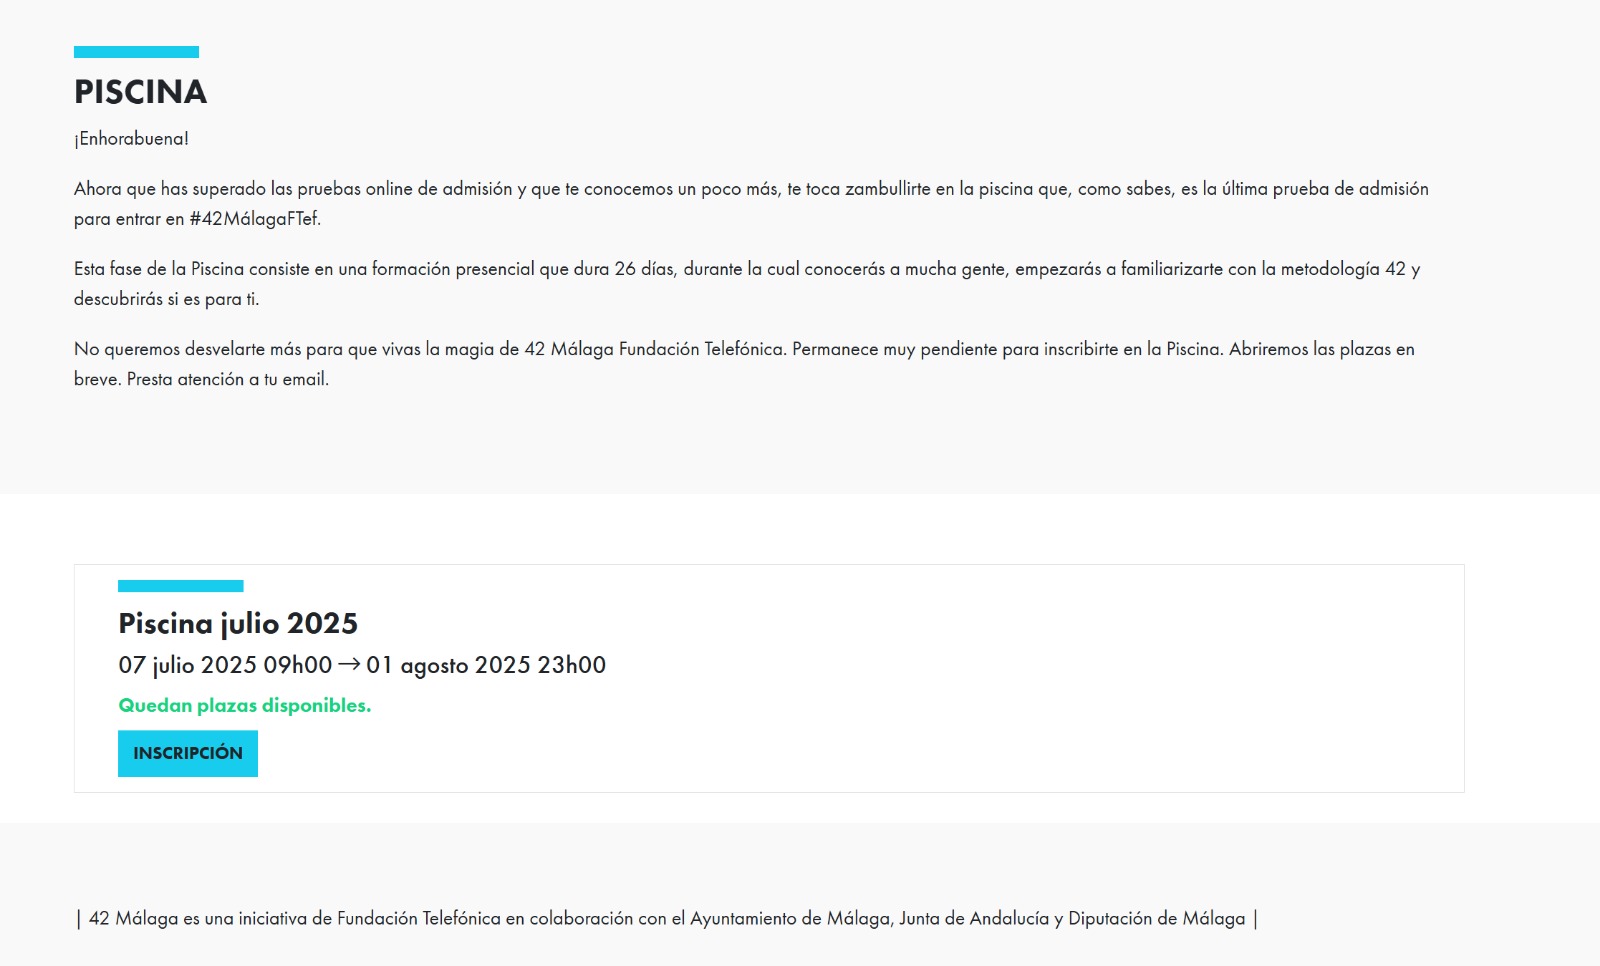 PISCINA
¡Enhorabuena!
Ahora que has superado las pruebas online de admisión y que te conocemos un poco más, te toca zambullirte en la piscina que, como sabes, es la última prueba de admisión
para entrar en #42MálagaFTef.
Esta fase de la Piscina consiste en una formación presencial que dura 26 días, durante la cual conocerás a mucha gente, empezarás a familiarizarte con la metodología 42 y
descubrirás si es para ti.
No queremos desvelarte más para que vivas la magia de 42 Málaga Fundación Telefónica. Permanece muy pendiente para inscribirte en la Piscina. Abriremos las plazas en
breve. Presta atención a tu email.
Piscina julio 2025
07 julio 2025 09h00 → 01 agosto 2025 23h00
Quedan plazas disponibles.
INSCRIPCIÓN
| 42 Málaga es una iniciativa de Fundación Telefónica en colaboración con el Ayuntamiento de Málaga, Junta de Andalucía y Diputación de Málaga |